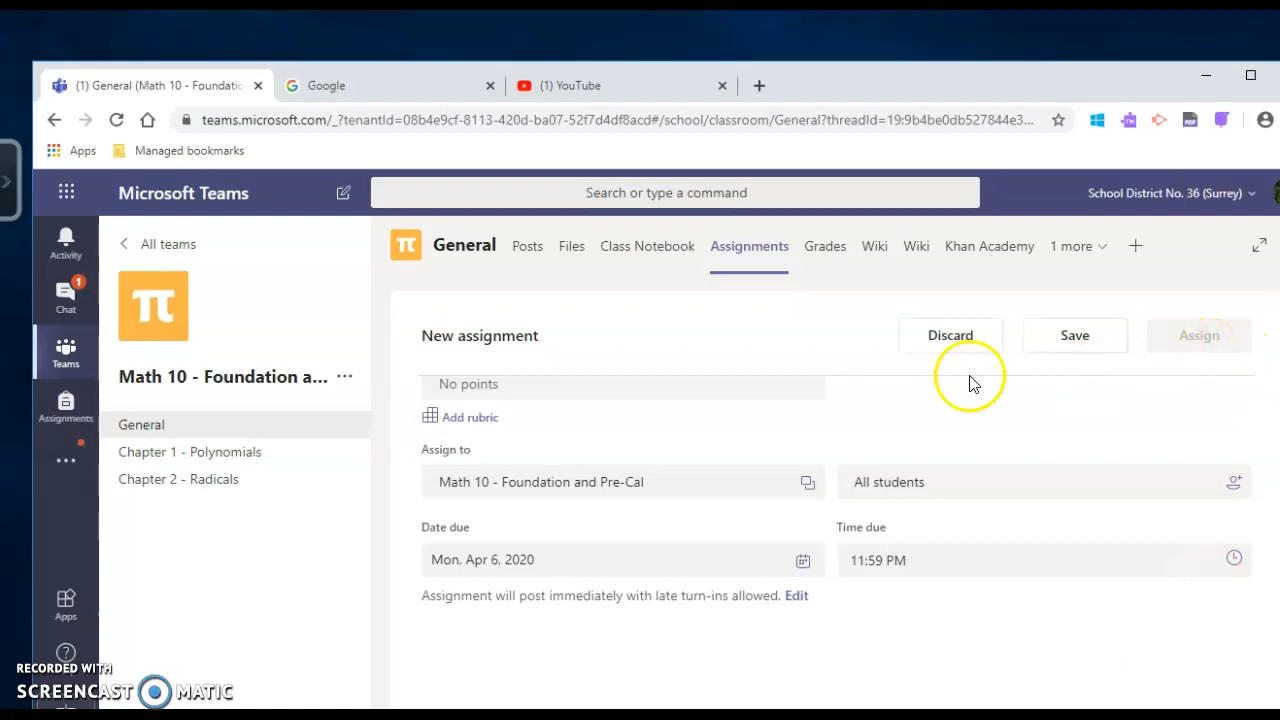 (1) General (Math 10 - Foundatio
Google
(1) YouTube
teams.microsoft.com/_?tenantId=08b4e9cf-8113-420d-ba07-52f7d4df8acd#/school/classroom/General?threadId=19:9b4be0db527844e3...
Apps
Managed bookmarks
Microsoft Teams
Search or type a command
School District No. 36 (Surrey)
Activity
Chat
1
Teams
Assignments
Apps
All teams
π
Math 10 - Foundation a...
General
Chapter 1 - Polynomials
Chapter 2 - Radicals
π
General
Posts
Files
Class Notebook
Assignments
Grades
Wiki
Wiki
Khan Academy
1 more
New assignment
Discard
Save
Assign
No points
Add rubric
Assign to
Math 10 - Foundation and Pre-Cal
All students
Date due
Time due
Mon, Apr 6, 2020
11:59 PM
Assignment will post immediately with late turn-ins allowed. Edit
RECORDED WITH
SCREENCAST MATIC